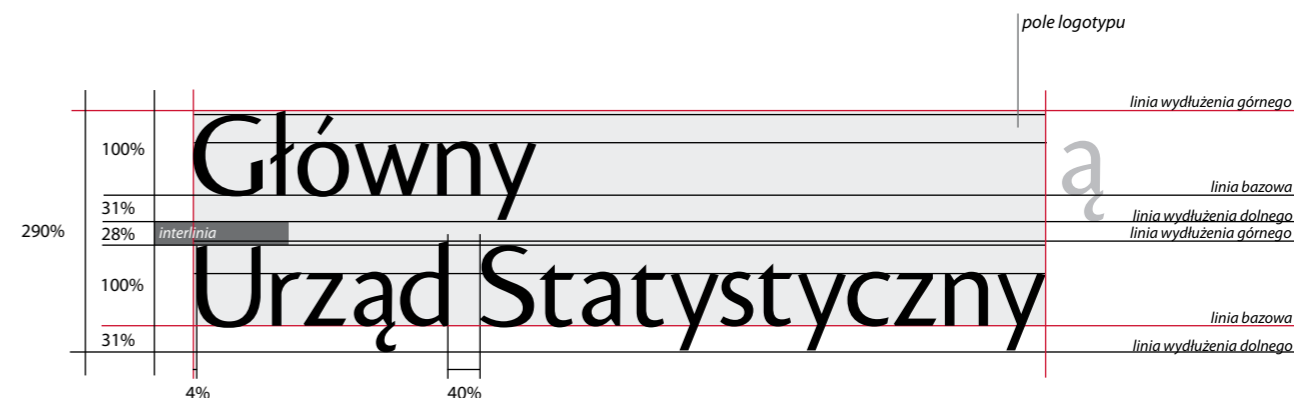 pole logotypu
linia wydłużenia górnego
Główny
100%
ą
linia bazowa
31%
linia wydłużenia dolnego
290%
28%
interlinia
linia wydłużenia górnego
Urząd Statystyczny
100%
linia bazowa
31%
linia wydłużenia dolnego
4%
40%